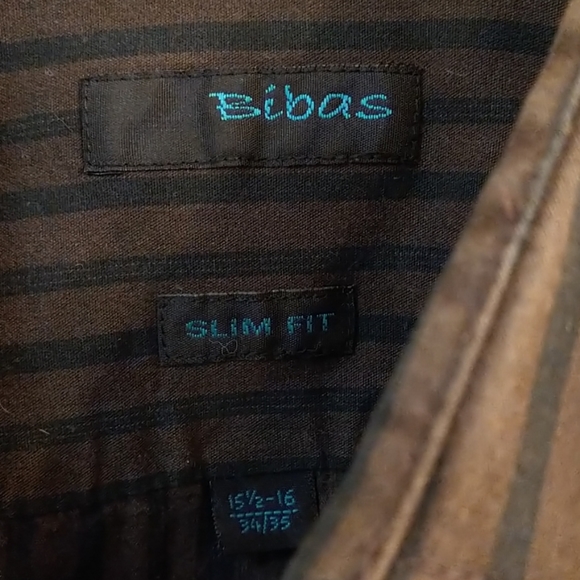 Bibas
SLIM FIT
15½-16
34/35